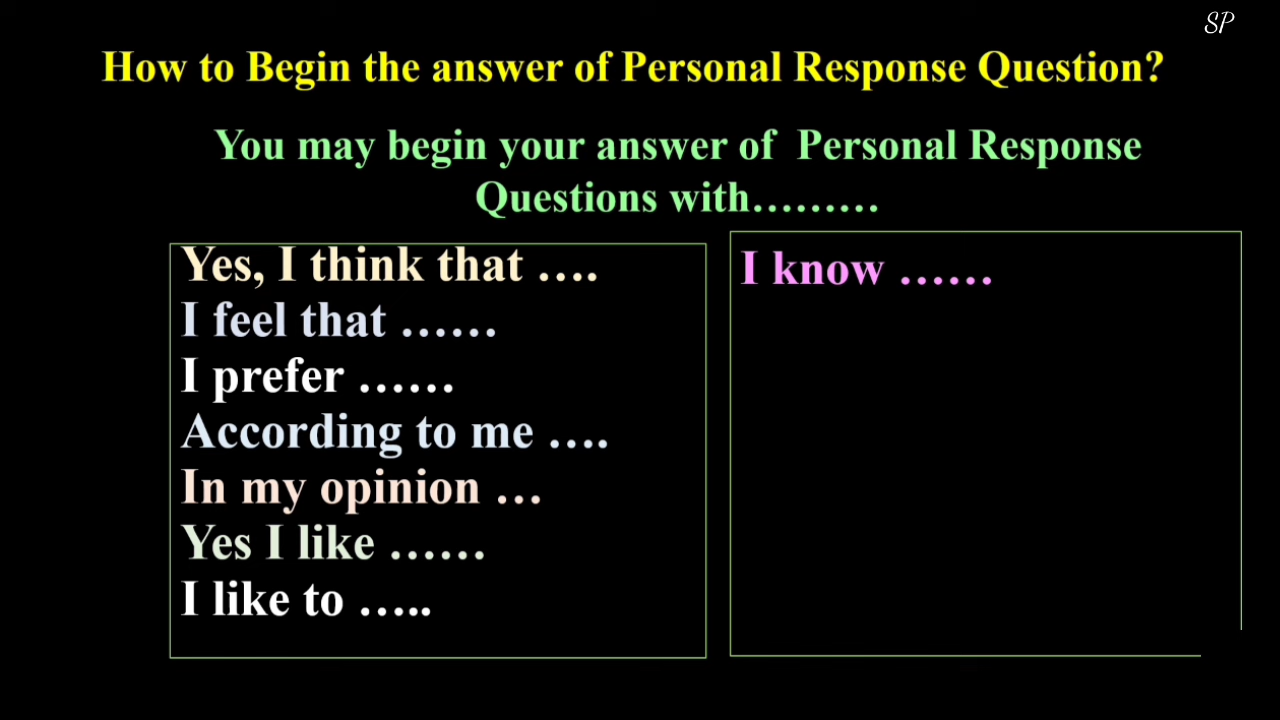 SP
How to Begin the answer of Personal Response Question?
You may begin your answer of Personal Response
Questions with.........
Yes, I think that ....
I feel that ......
I prefer ......
According to me ....
In my opinion ...
Yes I like ......
I like to .....
I know ......